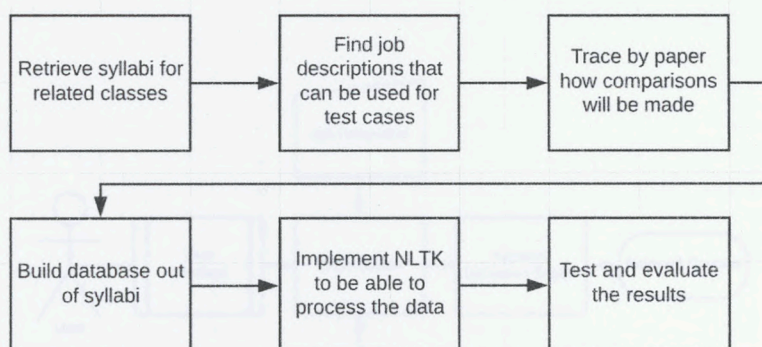 Retrieve syllabi for
related classes
Find job
descriptions that
can be used for
test cases
Trace by paper
how comparisons
will be made
Build database out
of syllabi
Implement NLTK
to be able to
process the data
Test and evaluate
the results